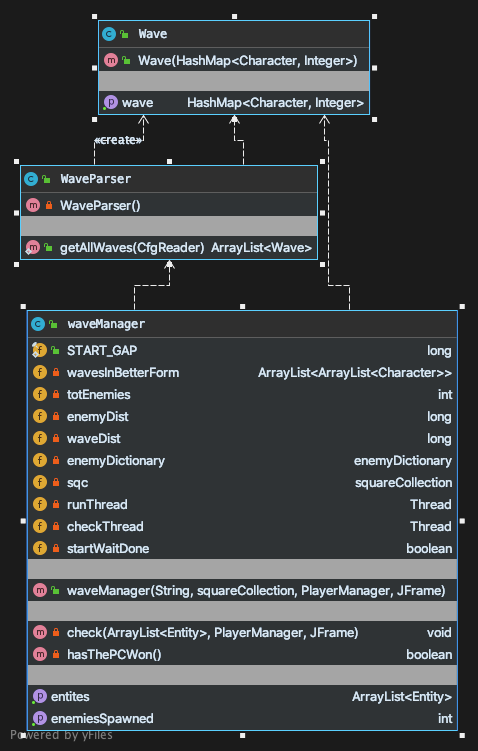 Wave
Wave(HashMap<Character, Integer>)
wave HashMap<Character, Integer>
«create»
WaveParser
WaveParser()
getAllWaves(CfgReader) ArrayList<Wave>
waveManager
START_GAP long
wavesInBetterForm ArrayList<ArrayList<Character>>
totEnemies int
enemyDist long
waveDist long
enemyDictionary enemyDictionary
sqc squareCollection
runThread Thread
checkThread Thread
startWaitDone boolean
waveManager(String, squareCollection, PlayerManager, JFrame)
check(ArrayList<Entity>, PlayerManager, JFrame) void
hasThePCWon() boolean
entites ArrayList<Entity>
enemiesSpawned int
Powered by yFiles